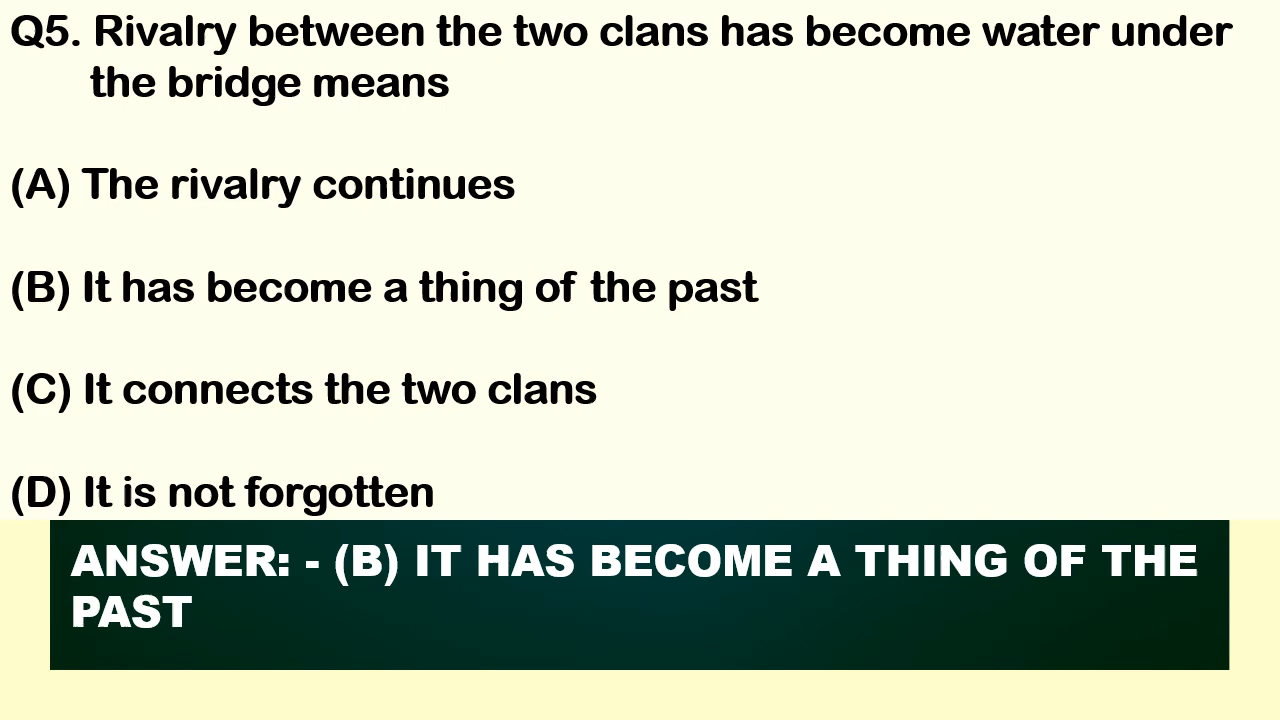 Q5. Rivalry between the two clans has become water under
the bridge means
(A) The rivalry continues
(B) It has become a thing of the past
(C) It connects the two clans
(D) It is not forgotten
ANSWER: - (B) IT HAS BECOME A THING OF THE
PAST